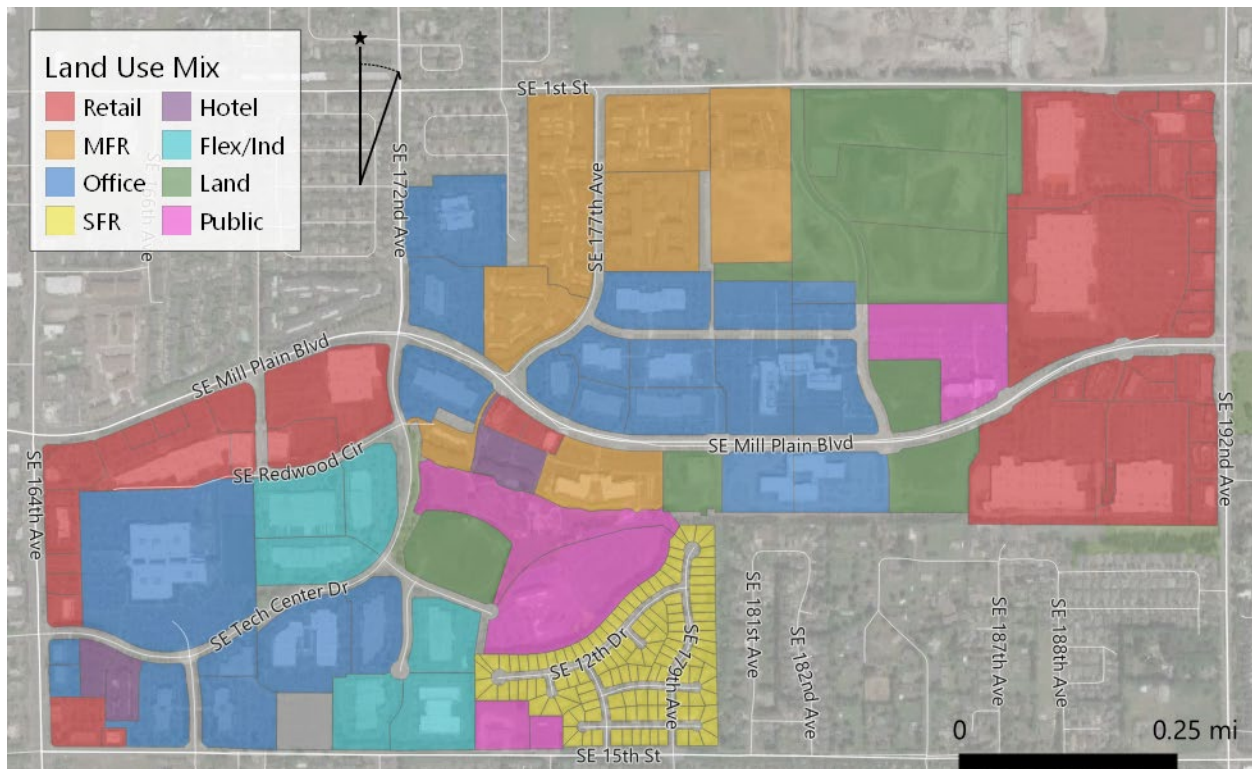 Land Use Mix
Retail
Hotel
MFR
Flex/Ind
Office
Land
SFR
Public
SE 1st St
SE 166th Ave
SE 172nd Ave
SE 177th Ave
SE Mill Plain Blvd
SE Redwood Cir
SE Mill Plain Blvd
SE 164th Ave
SE 192nd Ave
SE Tech Center Dr
SE 12th Dr
SE 179th Ave
SE 181st Ave
SE 182nd Ave
SE 187th Ave
SE 188th Ave
SE 15th St
0
0.25 mi